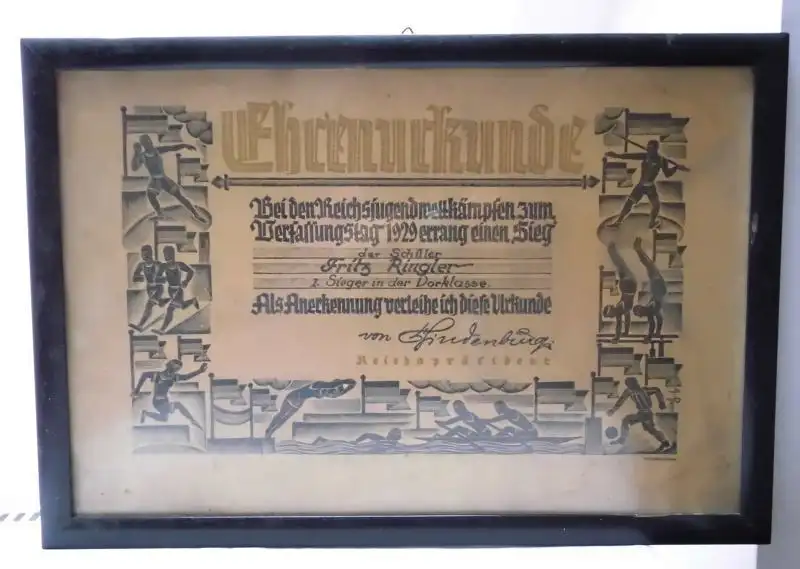 Ehrenurkunde
Bei den Reichsjugendwettkämpfen zum
Verfassungstag 1929 errang einen Sieg
der Schüler
Fritz Ringler
1. Sieger in der Vorklasse.
Als Anerkennung verleihe ich diese Urkunde
von Hindenburg
Reichspräsident